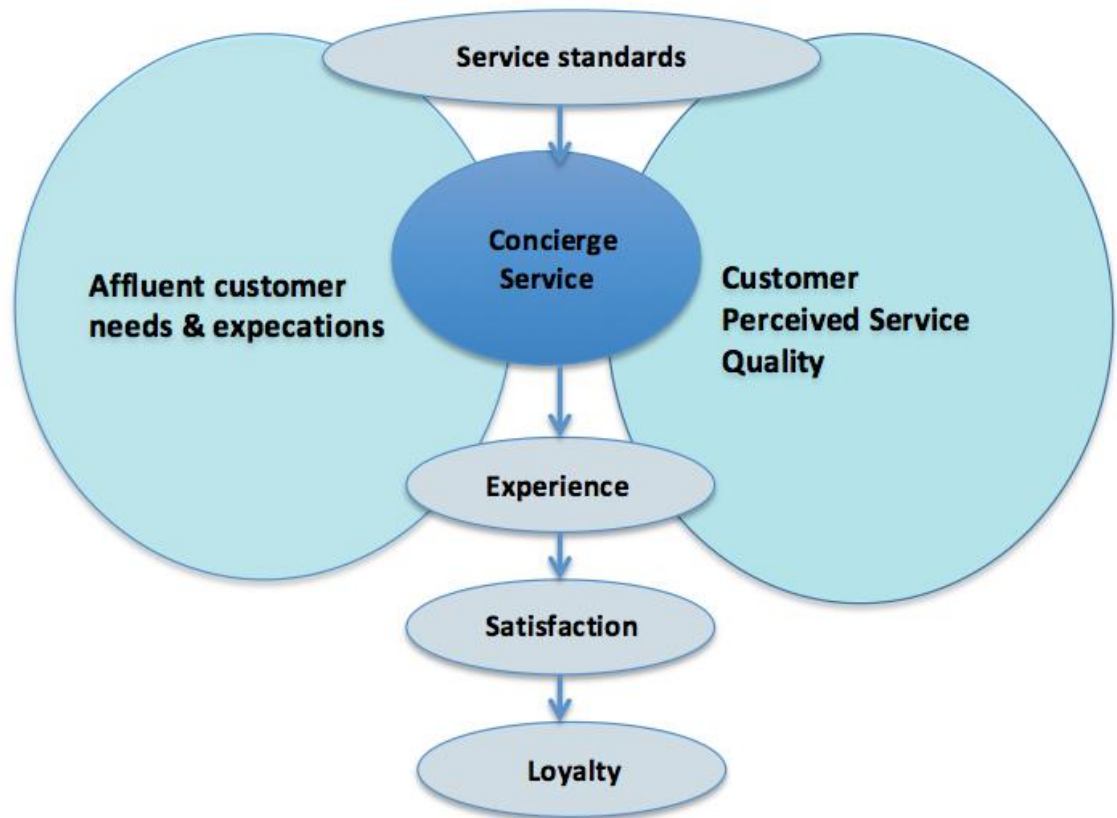 Service standards
Concierge
Service
Affluent customer
needs & expecations
Customer
Perceived Service
Quality
Experience
Satisfaction
Loyalty